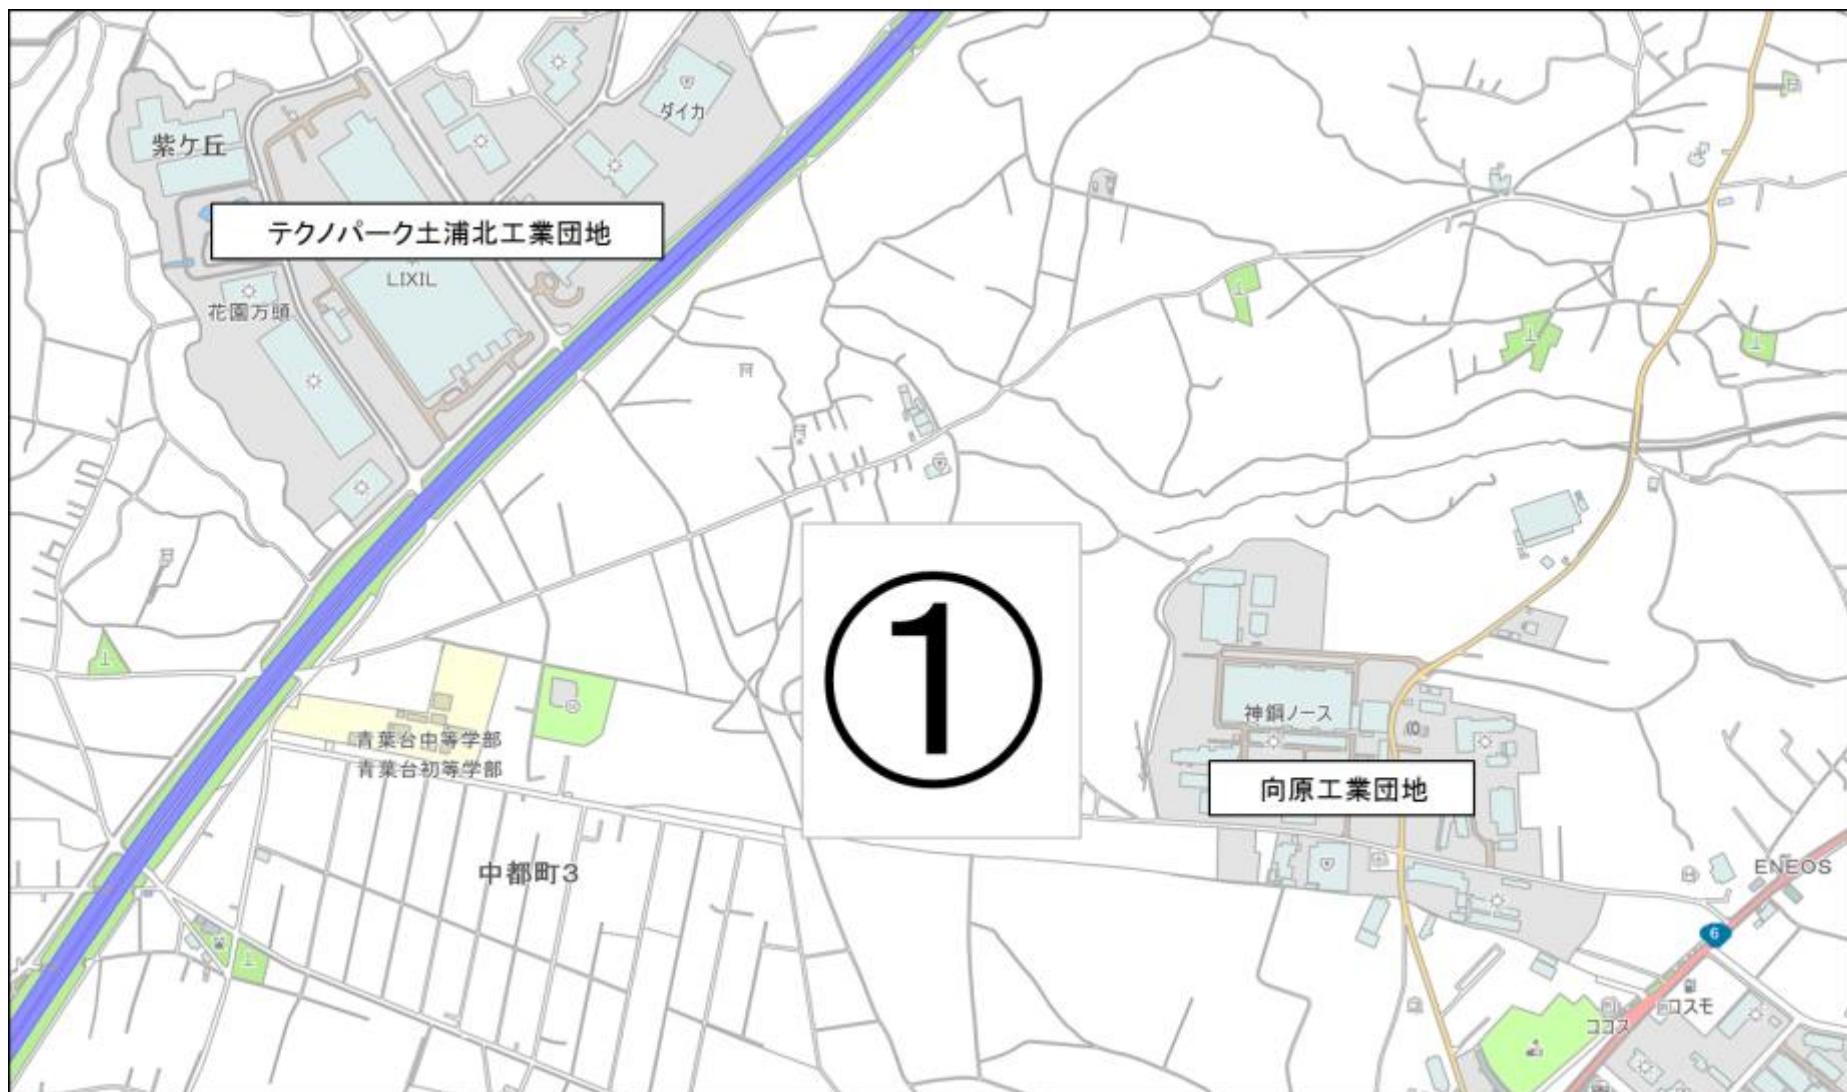 ダイカ
紫ケ丘
テクノパーク土浦北工業団地
LIXIL
花園万頭
①
神鋼ノース
青葉台中等学部
青葉台初等学部
向原工業団地
中都町3
ENEOS
6
コスモ
ココス